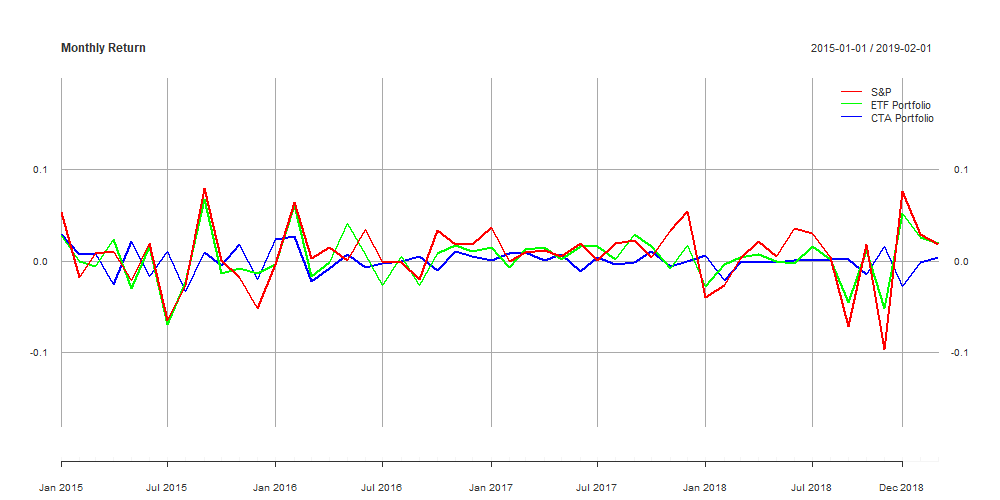 Monthly Return 2015-01-01 / 2019-02-01
S&P
ETF Portfolio
CTA Portfolio
0.1 0.1
0.0 0.0
-0.1 -0.1
Jan 2015 Jul 2015 Jan 2016 Jul 2016 Jan 2017 Jul 2017 Jan 2018 Jul 2018 Dec 2018